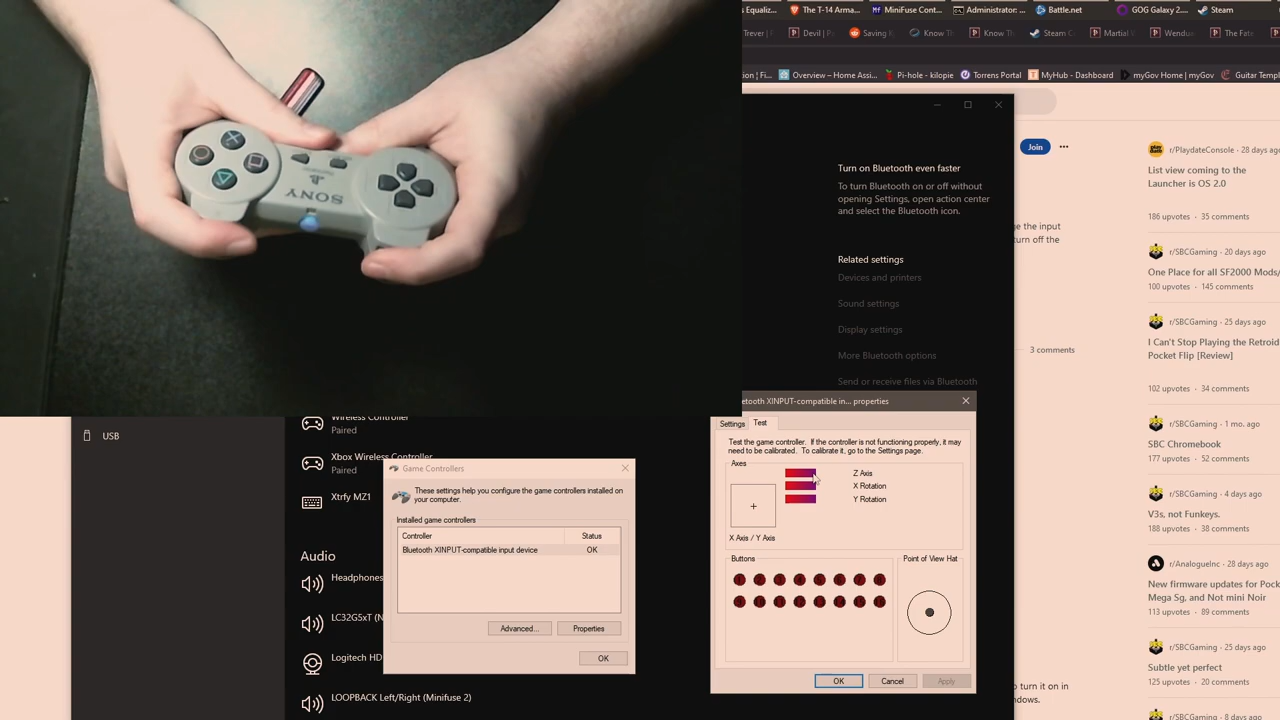 s Equaliz...
The T-14 Arma...
MiniFuse Cont...
Administrator: ...
Battle.net
GOG Galaxy 2....
Steam
Trever |
Devil | P
Saving
Know Th
Know Th
Steam C
Martial
Wendu
The Fate
n | Fi...
Overview – Home Assi...
Pi-hole - kilopie
Torrens Portal
MyHub - Dashboard
myGov Home | myGov
Guitar Templ
SONY
Turn on Bluetooth even faster
To turn Bluetooth on or off without
opening Settings, open action center
and select the Bluetooth icon.
Related settings
Devices and printers
Sound settings
Display settings
More Bluetooth options
Send or receive files via Bluetooth
Join
ge the input
turn off the
3 comments
o turn it on in
ndows.
r/PlaydateConsole · 28 days ago
List view coming to the
Launcher is OS 2.0
186 upvotes · 35 comments
r/SBCGaming · 20 days ago
One Place for all SF2000 Mods/
100 upvotes · 145 comments
r/SBCGaming · 25 days ago
I Can't Stop Playing the Retroid
Pocket Flip [Review]
102 upvotes · 34 comments
r/SBCGaming · 1 mo. ago
SBC Chromebook
177 upvotes · 52 comments
r/SBCGaming · 4 days ago
V3s, not Funkeys.
188 upvotes · 38 comments
r/AnalogueInc · 28 days ago
New firmware updates for Pock
Mega Sg, and Not mini Noir
113 upvotes · 89 comments
r/SBCGaming · 25 days ago
Subtle yet perfect
125 upvotes · 20 comments
r/SBCGaming · 8 days ago
USB
Wireless Controller
Paired
Xbox Wireless Controller
Paired
Xtrfy MZ1
Audio
Headphones
LC32G5xT (N
Logitech HD
LOOPBACK Left/Right (Minifuse 2)
Game Controllers
These settings help you configure the game controllers installed on
your computer.
Installed game controllers
Controller
Status
Bluetooth XINPUT-compatible input device
OK
Advanced...
Properties
OK
etooth XINPUT-compatible in... properties
Settings
Test
Test the game controller. If the controller is not functioning properly, it may
need to be calibrated. To calibrate it, go to the Settings page.
Axes
Z Axis
X Rotation
Y Rotation
X Axis / Y Axis
Buttons
Point of View Hat
OK
Cancel
Apply